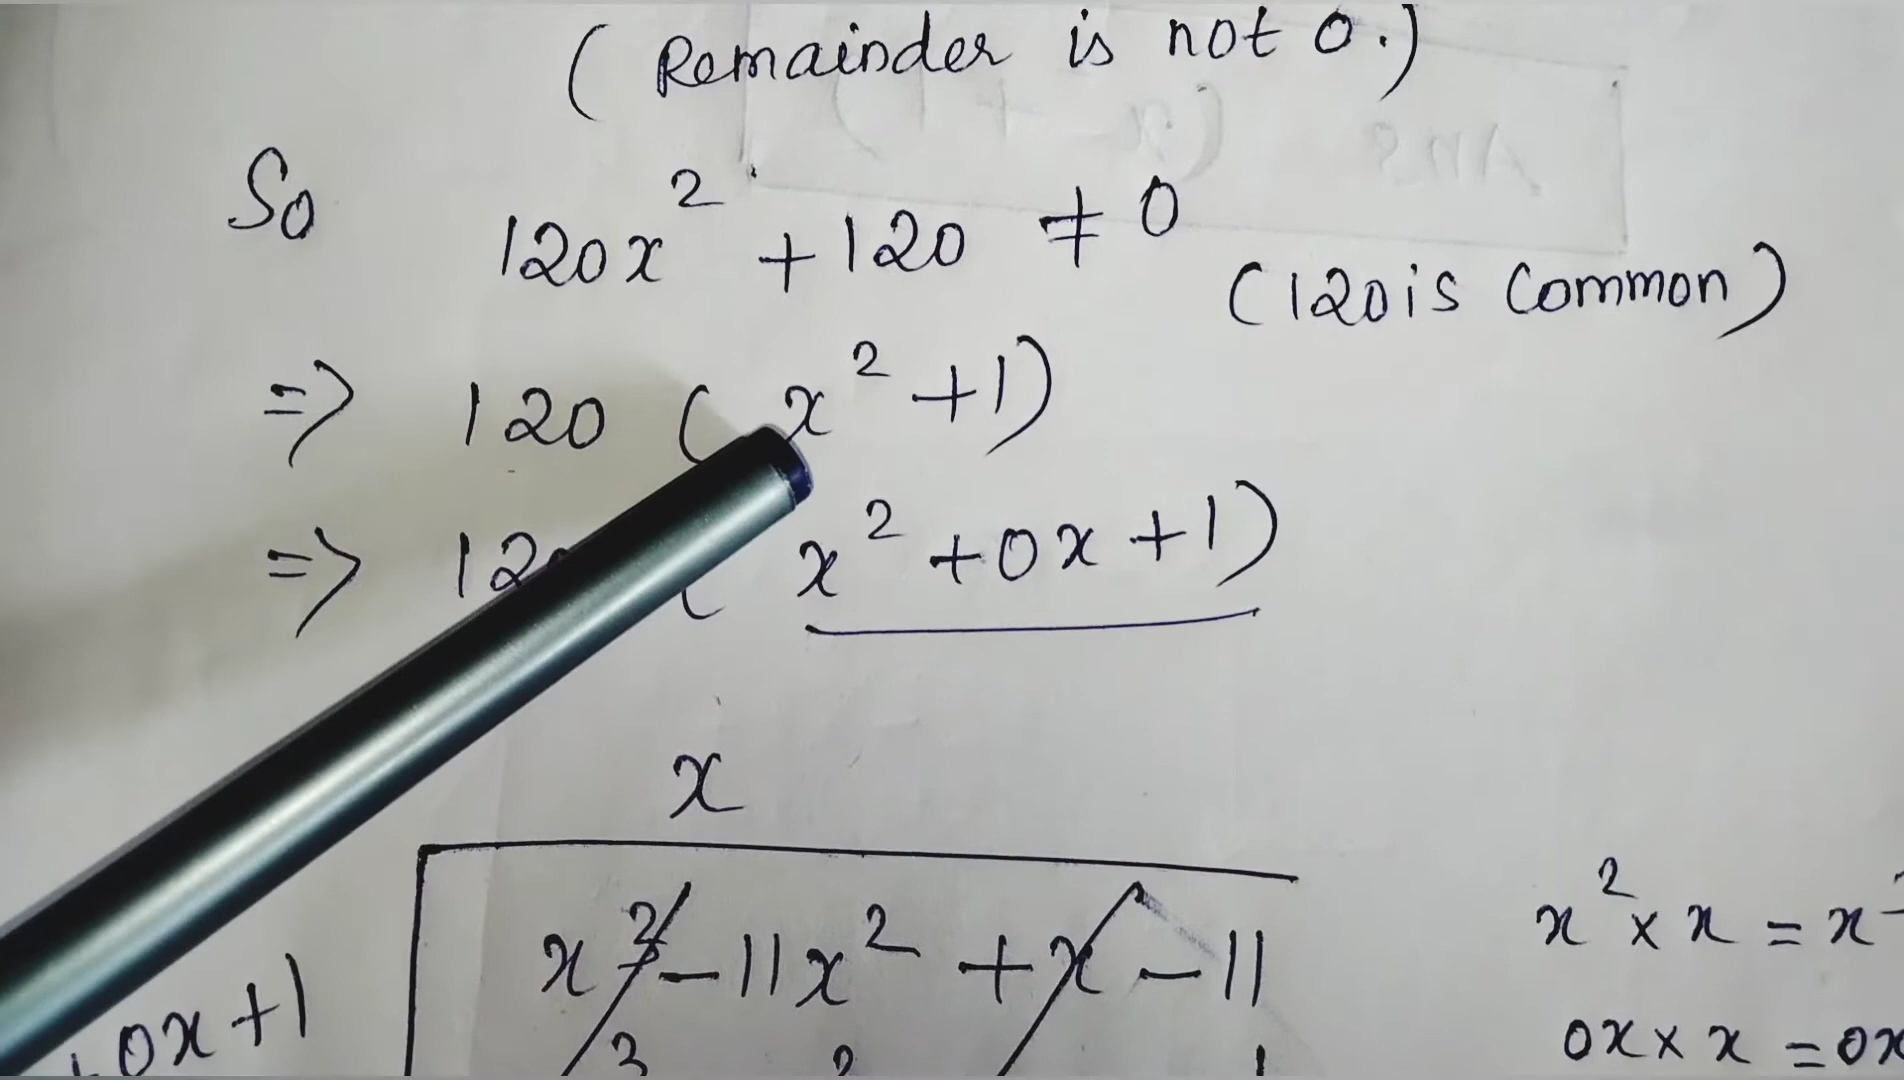 (Remainder is not 0.)
So 120x² + 120 ≠ 0
(120 is common)
=> 120 (x² + 1)
=> 12 (x² + 0x + 1)
x
x³ - 11x² + x - 11
x² × x = x
0x + 1
0x × x = 0x